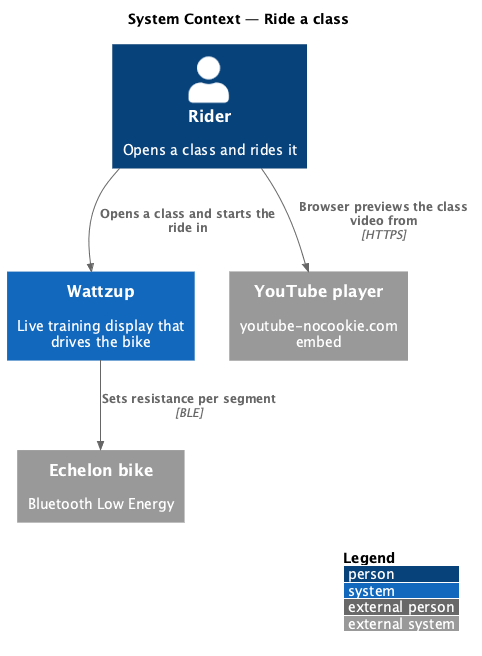 System Context — Ride a class
Rider
Opens a class and rides it
Opens a class and starts the
ride in
Browser previews the class
video from
[HTTPS]
Wattzup
Live training display that
drives the bike
YouTube player
youtube-nocookie.com
embed
Sets resistance per segment
[BLE]
Echelon bike
Bluetooth Low Energy
Legend
person
system
external person
external system